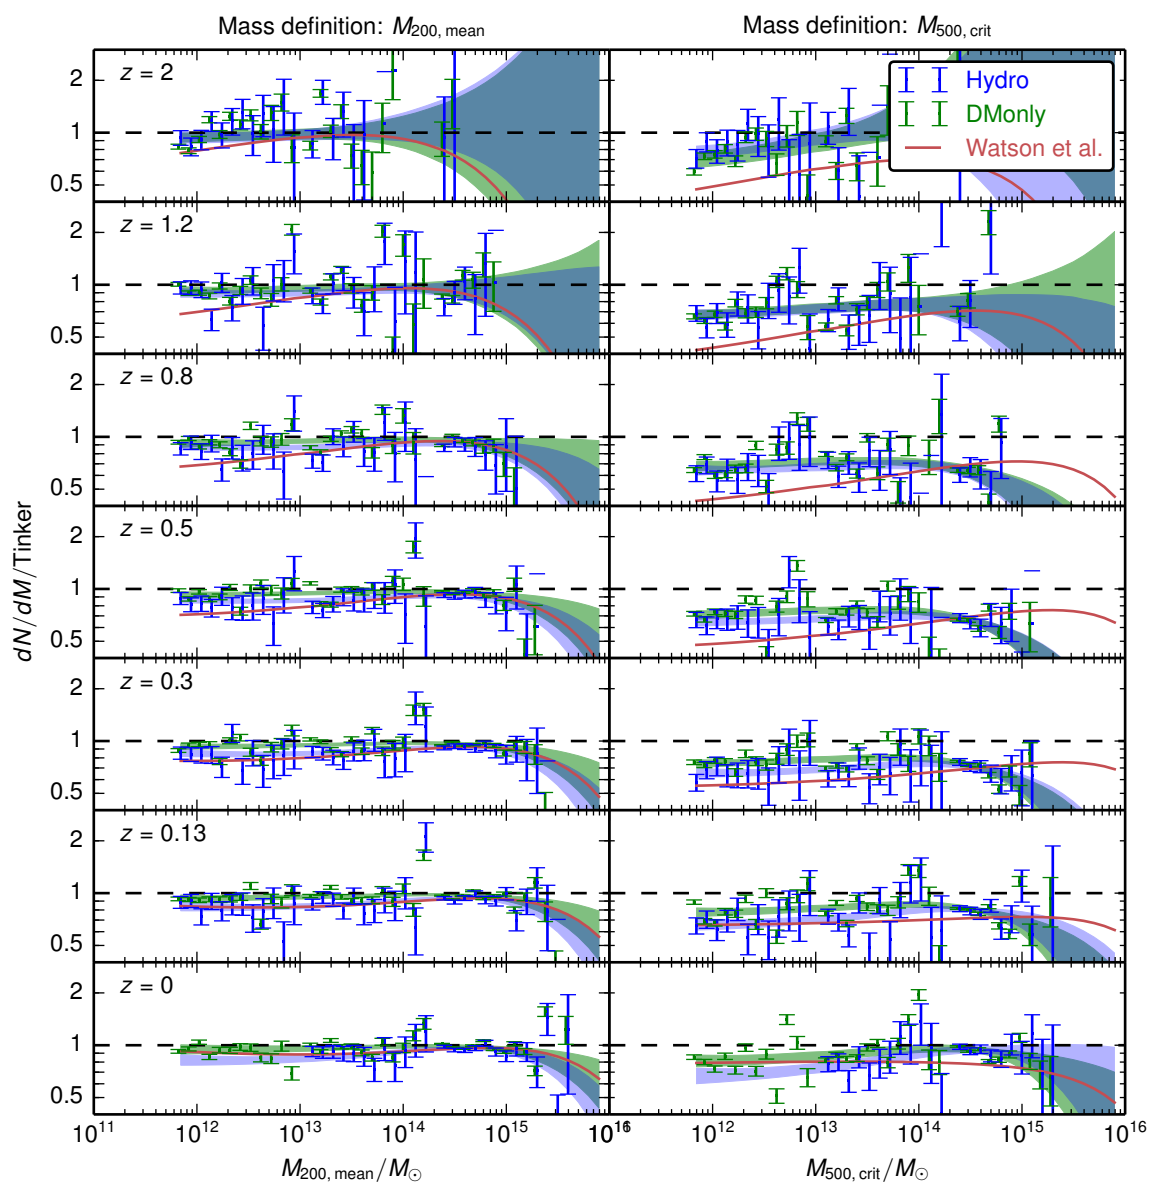 Mass definition: M200, mean
Mass definition: M500, crit
z = 2
2
1
0.5
Hydro
DMonly
Watson et al.
z = 1.2
2
1
0.5
z = 0.8
2
1
0.5
z = 0.5
2
1
0.5
z = 0.3
2
1
0.5
z = 0.13
2
1
0.5
z = 0
2
1
0.5
dN/dM/Tinker
10^11 10^12 10^13 10^14 10^15 10^16
10^12 10^13 10^14 10^15 10^16
M200, mean/M⊙
M500, crit/M⊙